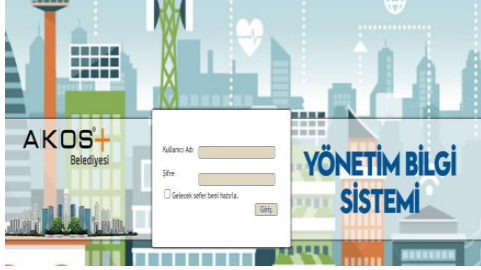 AKOS+
Belediyesi
Kullanıcı Adı
Şifre
Gelecek sefer beni hatırla.
Giriş
YÖNETİM BİLGİ
SİSTEMİ